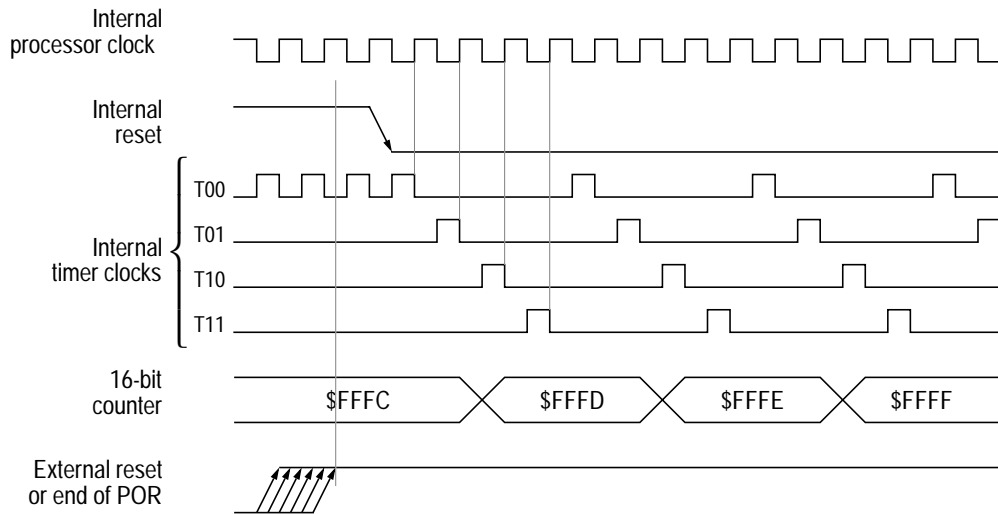 Internal
processor clock
Internal
reset
T00
T01
Internal
timer clocks
T10
T11
16-bit
counter
$FFFC
$FFFD
$FFFE
$FFFF
External reset
or end of POR